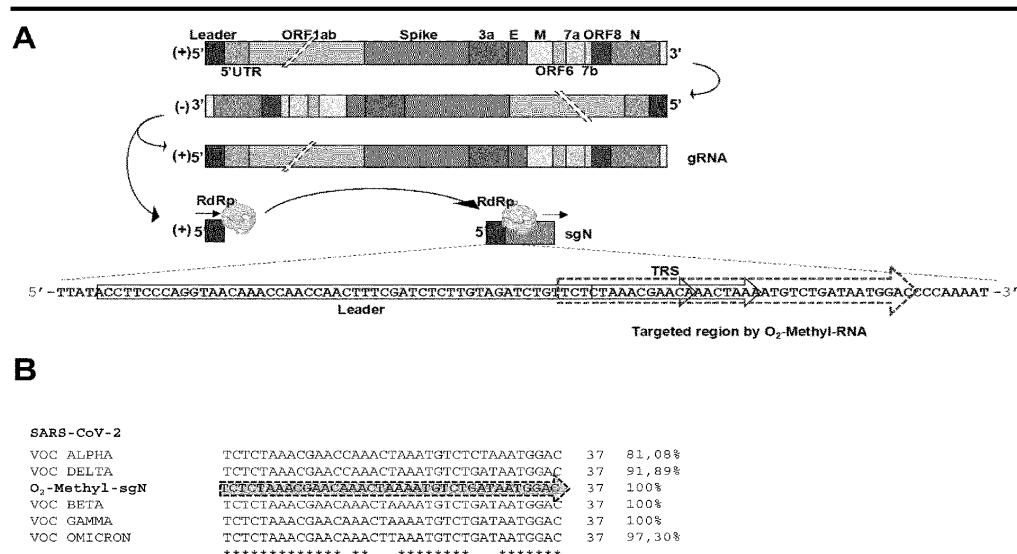 A
Leader ORF1ab Spike 3a E M 7a ORF8 N
(+)5' 3'
5'UTR ORF6 7b
(-)3' 5'
(+)5' gRNA
RdRp RdRp
(+) 5' 5' sgN
TRS
5'-TTATACCTTCCCAGGTAACAAACCAACCAACTTTCGATCTCTTGTAGATCTGTTCTCTAAACGAACAAACTAAAATGTCTGATAATGGACCCCAAAAT-3'
Leader
Targeted region by O₂-Methyl-RNA
B
SARS-CoV-2
VOC ALPHA TCTCTAAACGAACCAAACTAAATGTCTCTAAATGGAC 37 81,08%
VOC DELTA 37 91,89%
O₂-Methyl-sgN TCTCTAAACGAACAAACTAAAATGTCTGATAATGGAC 37 100%
VOC BETA TCTCTAAACGAACAAACTAAAATGTCTGATAATGGAC 37 100%
VOC GAMMA TCTCTAAACGAACAAACTAAAATGTCTGATAATGGAC 37 100%
VOC OMICRON TCTCTAAACGAACAAACTTAAATGTCTGATAATGGAC 37 97,30%
************* ** ******** *******